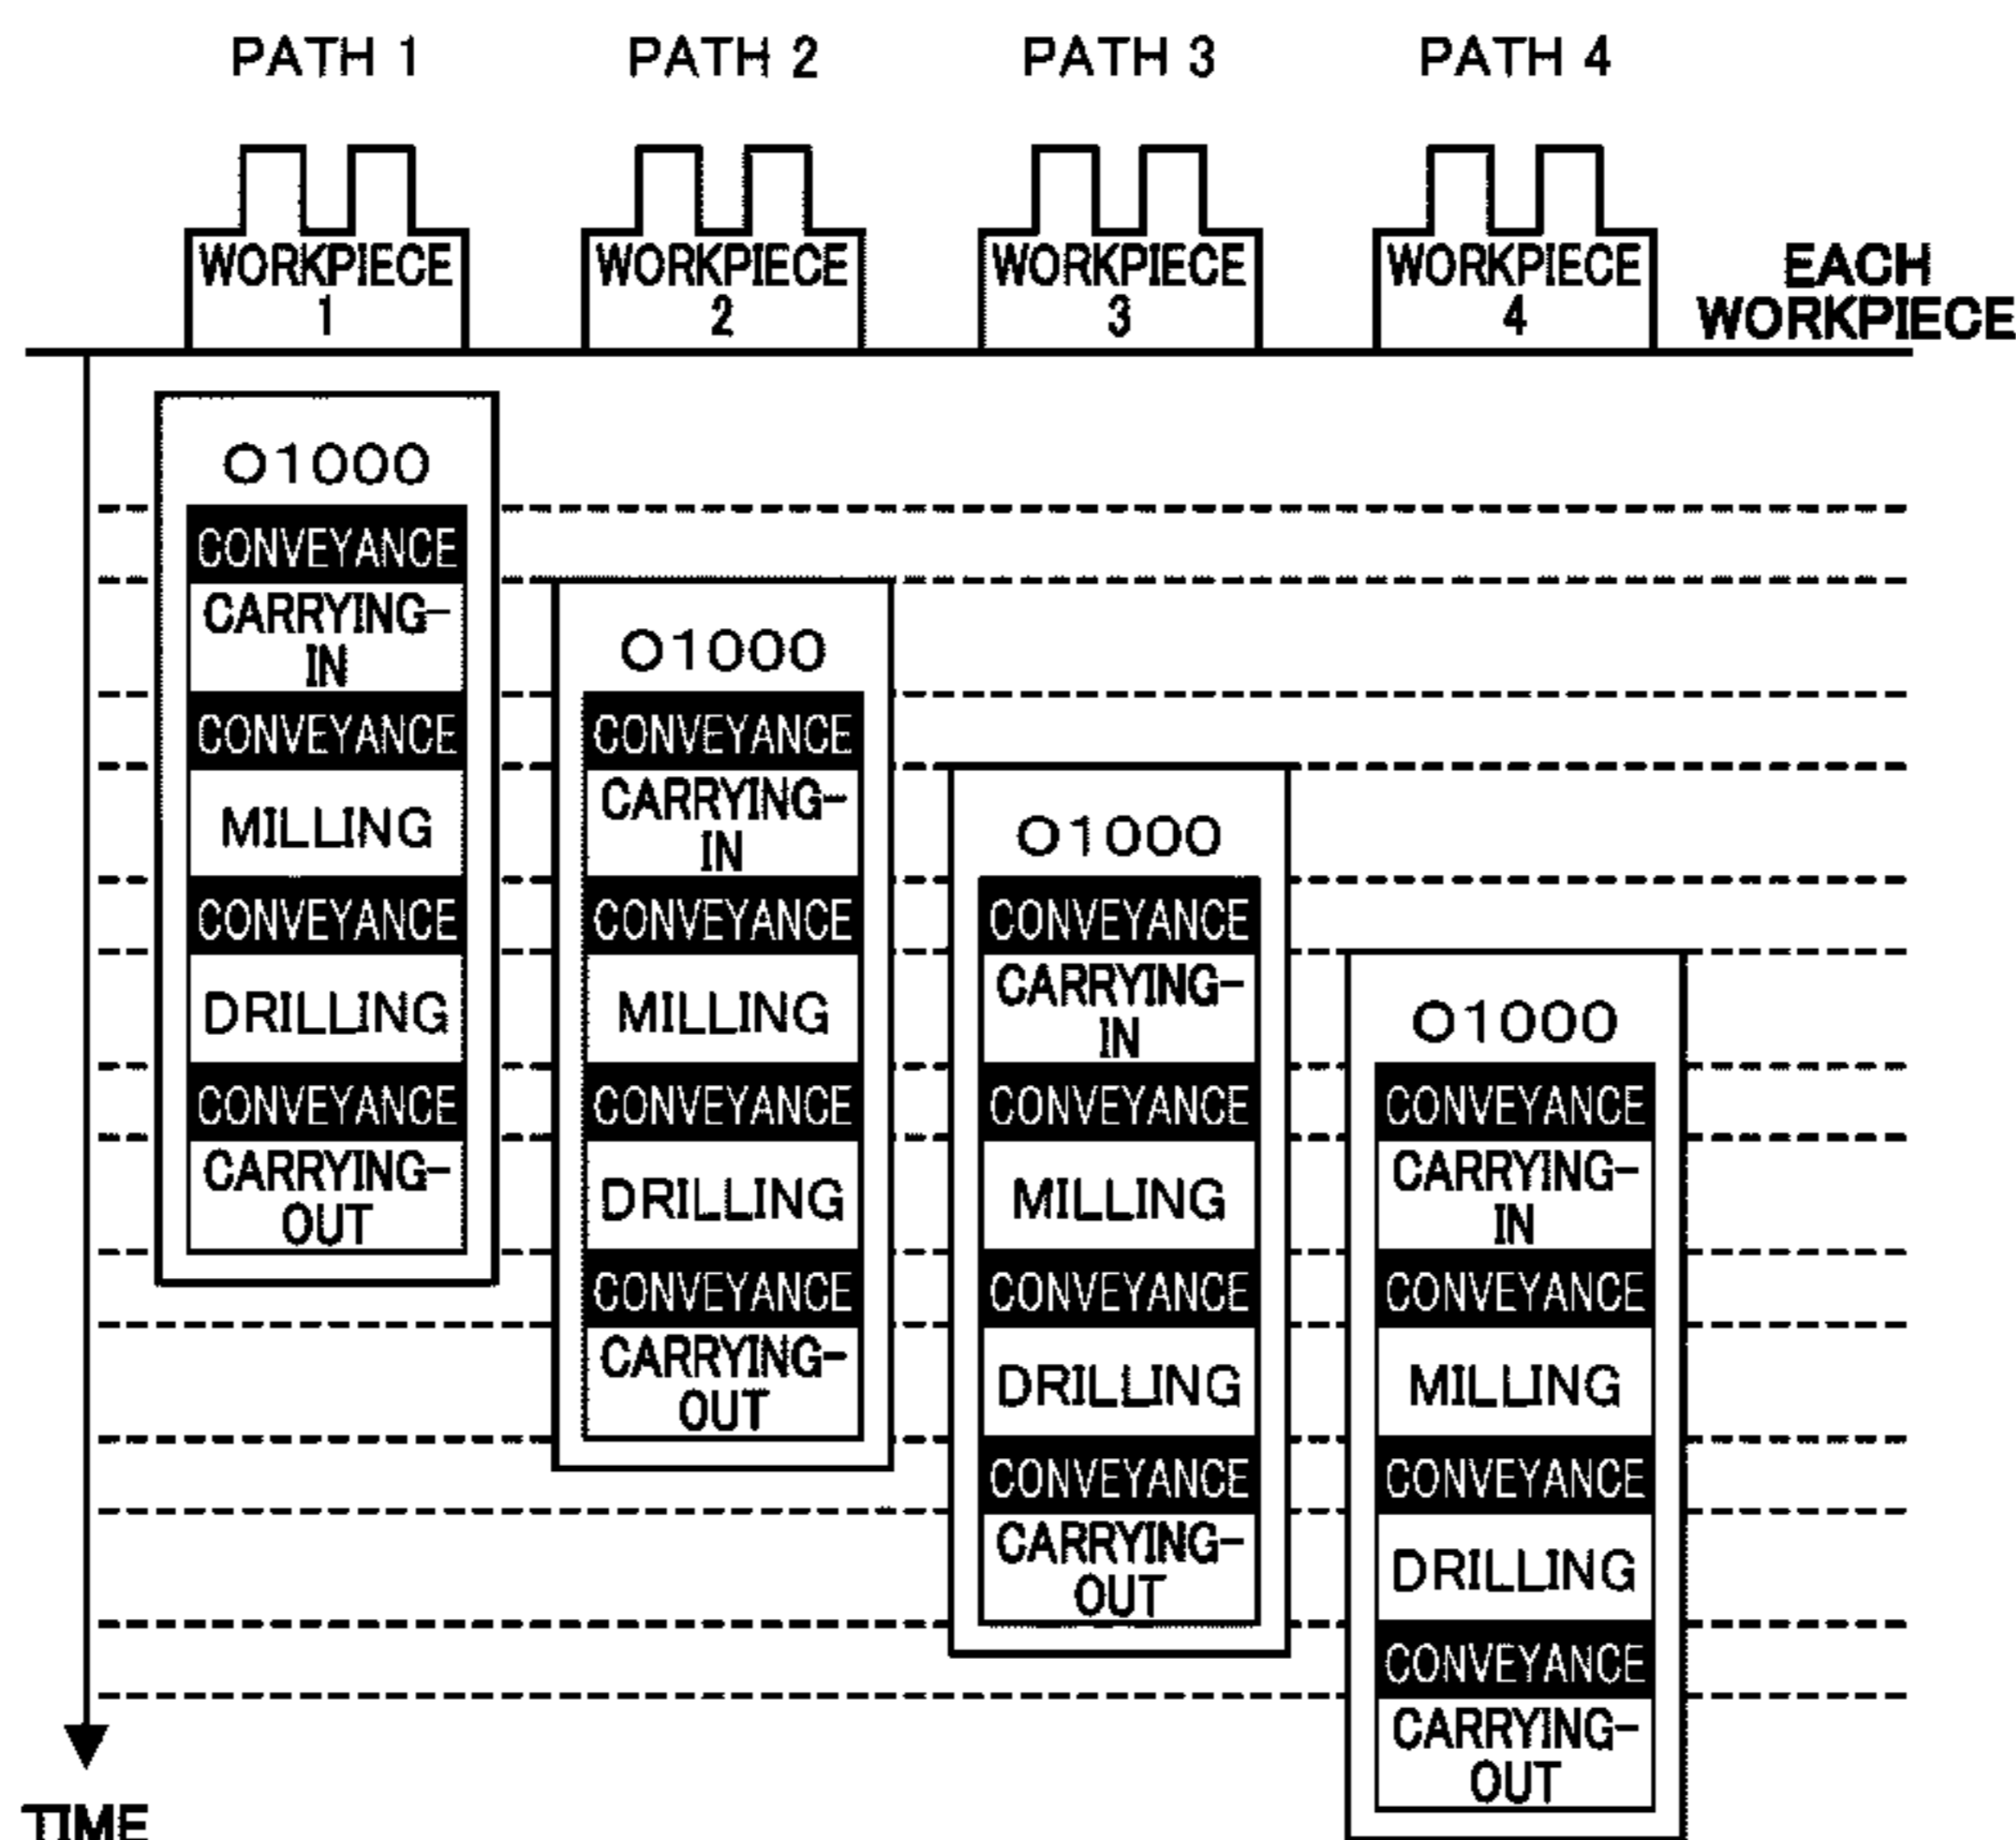 PATH 1
PATH 2
PATH 3
PATH 4
WORKPIECE
1
WORKPIECE
2
WORKPIECE
3
WORKPIECE
4
EACH
WORKPIECE
O1000
CONVEYANCE
CARRYING-
IN
CONVEYANCE
MILLING
CONVEYANCE
DRILLING
CONVEYANCE
CARRYING-
OUT
O1000
CONVEYANCE
CARRYING-
IN
CONVEYANCE
MILLING
CONVEYANCE
DRILLING
CONVEYANCE
CARRYING-
OUT
O1000
CONVEYANCE
CARRYING-
IN
CONVEYANCE
MILLING
CONVEYANCE
DRILLING
CONVEYANCE
CARRYING-
OUT
O1000
CONVEYANCE
CARRYING-
IN
CONVEYANCE
MILLING
CONVEYANCE
DRILLING
CONVEYANCE
CARRYING-
OUT
TIME